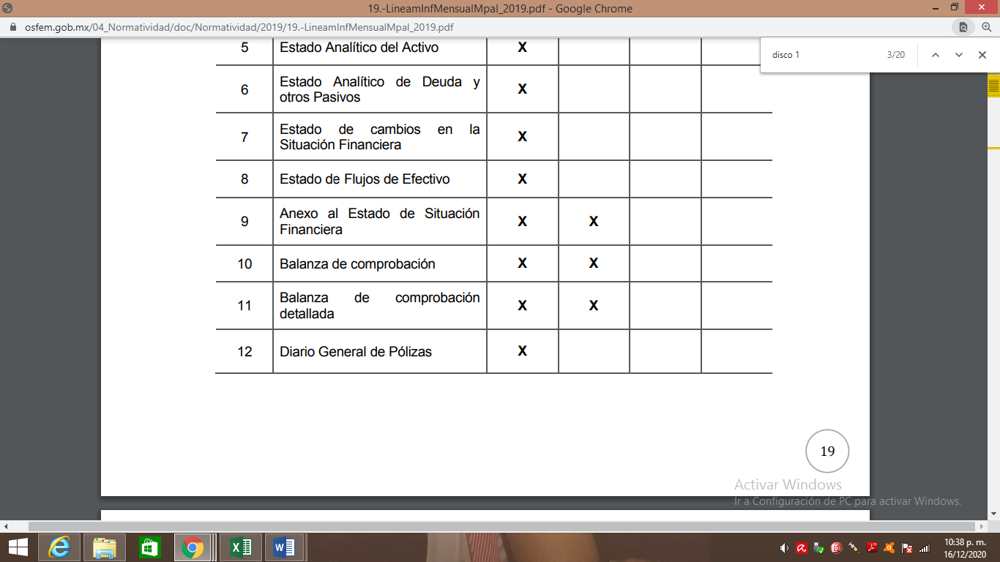 19.-LineamInfMensualMpal_2019.pdf - Google Chrome
osfem.gob.mx/04_Normatividad/doc/Normatividad/2019/19.-LineamInfMensualMpal_2019.pdf
disco 1 3/20
5 Estado Analítico del Activo X
6 Estado Analítico de Deuda y
otros Pasivos X
7 Estado de cambios en la
Situación Financiera X
8 Estado de Flujos de Efectivo X
9 Anexo al Estado de Situación
Financiera X X
10 Balanza de comprobación X X
11 Balanza de comprobación
detallada X X
12 Diario General de Pólizas X
19
Activar Windows
Ir a Configuración de PC para activar Windows.
10:38 p. m.
16/12/2020